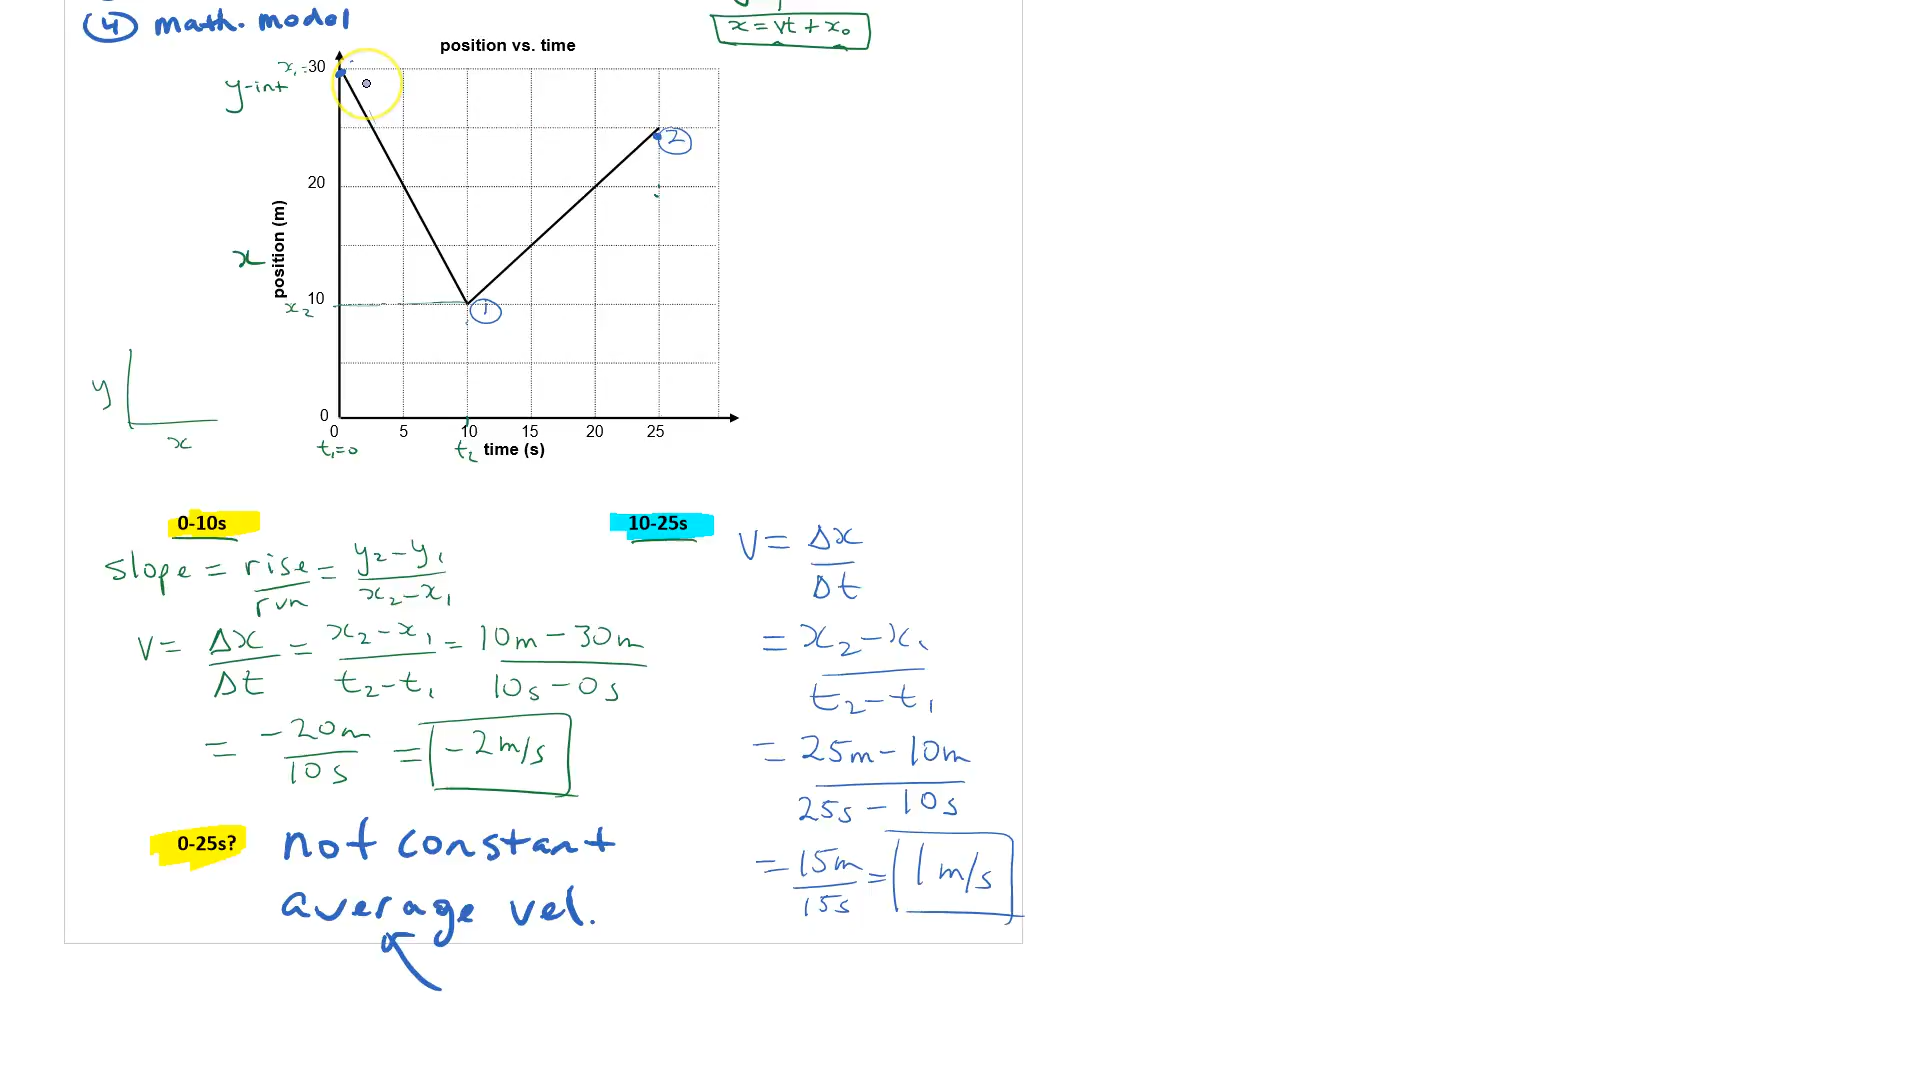 ④ math. model
x = vt + x₀
position vs. time
x₁ = 30
y-int
20
position (m)
x
10
x₂
①
②
y
x
0
0 5 10 15 20 25
t₁=0 t₂ time (s)
0-10s
slope = rise/run = (y₂-y₁)/(x₂-x₁)
V = Δx/Δt = (x₂-x₁)/(t₂-t₁) = (10m-30m)/(10s-0s)
= -20m/10s = -2m/s
10-25s
V = Δx/Δt
= (x₂-x₁)/(t₂-t₁)
= (25m-10m)/(25s-10s)
= 15m/15s = 1m/s
0-25s? not constant
average vel.